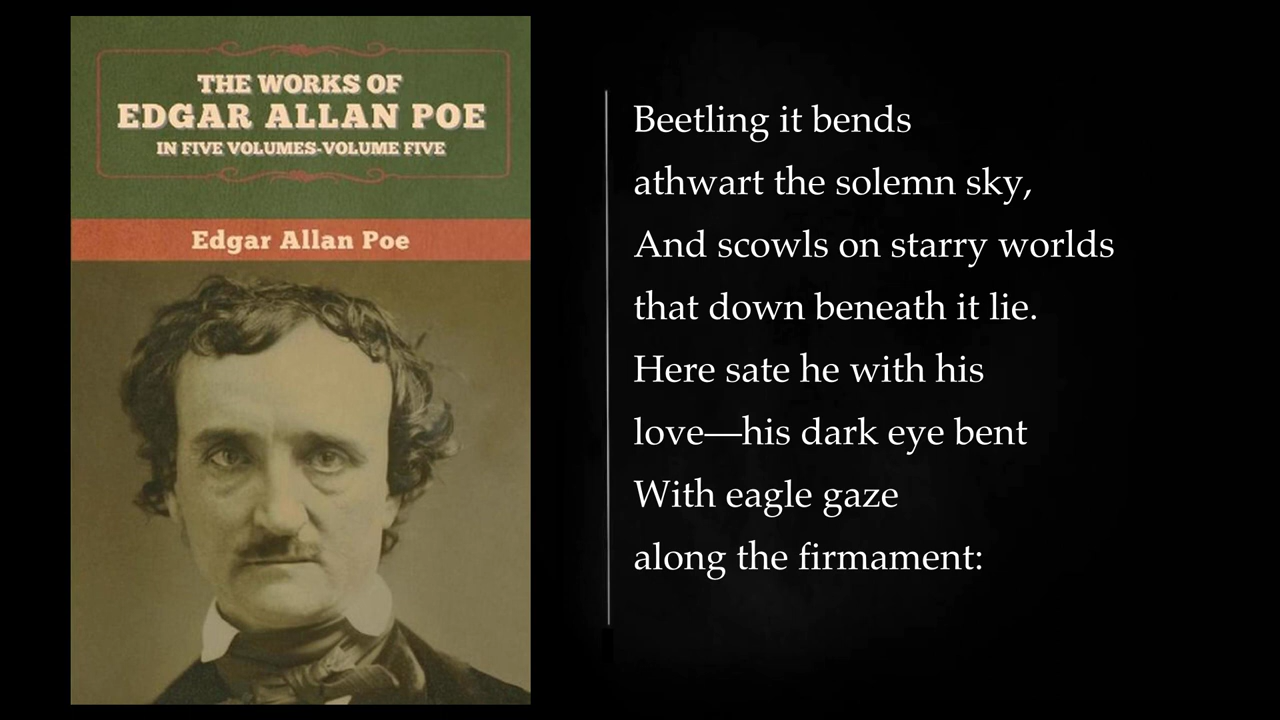 THE WORKS OF
EDGAR ALLAN POE
IN FIVE VOLUMES-VOLUME FIVE
Edgar Allan Poe
Beetling it bends
athwart the solemn sky,
And scowls on starry worlds
that down beneath it lie.
Here sate he with his
love—his dark eye bent
With eagle gaze
along the firmament: